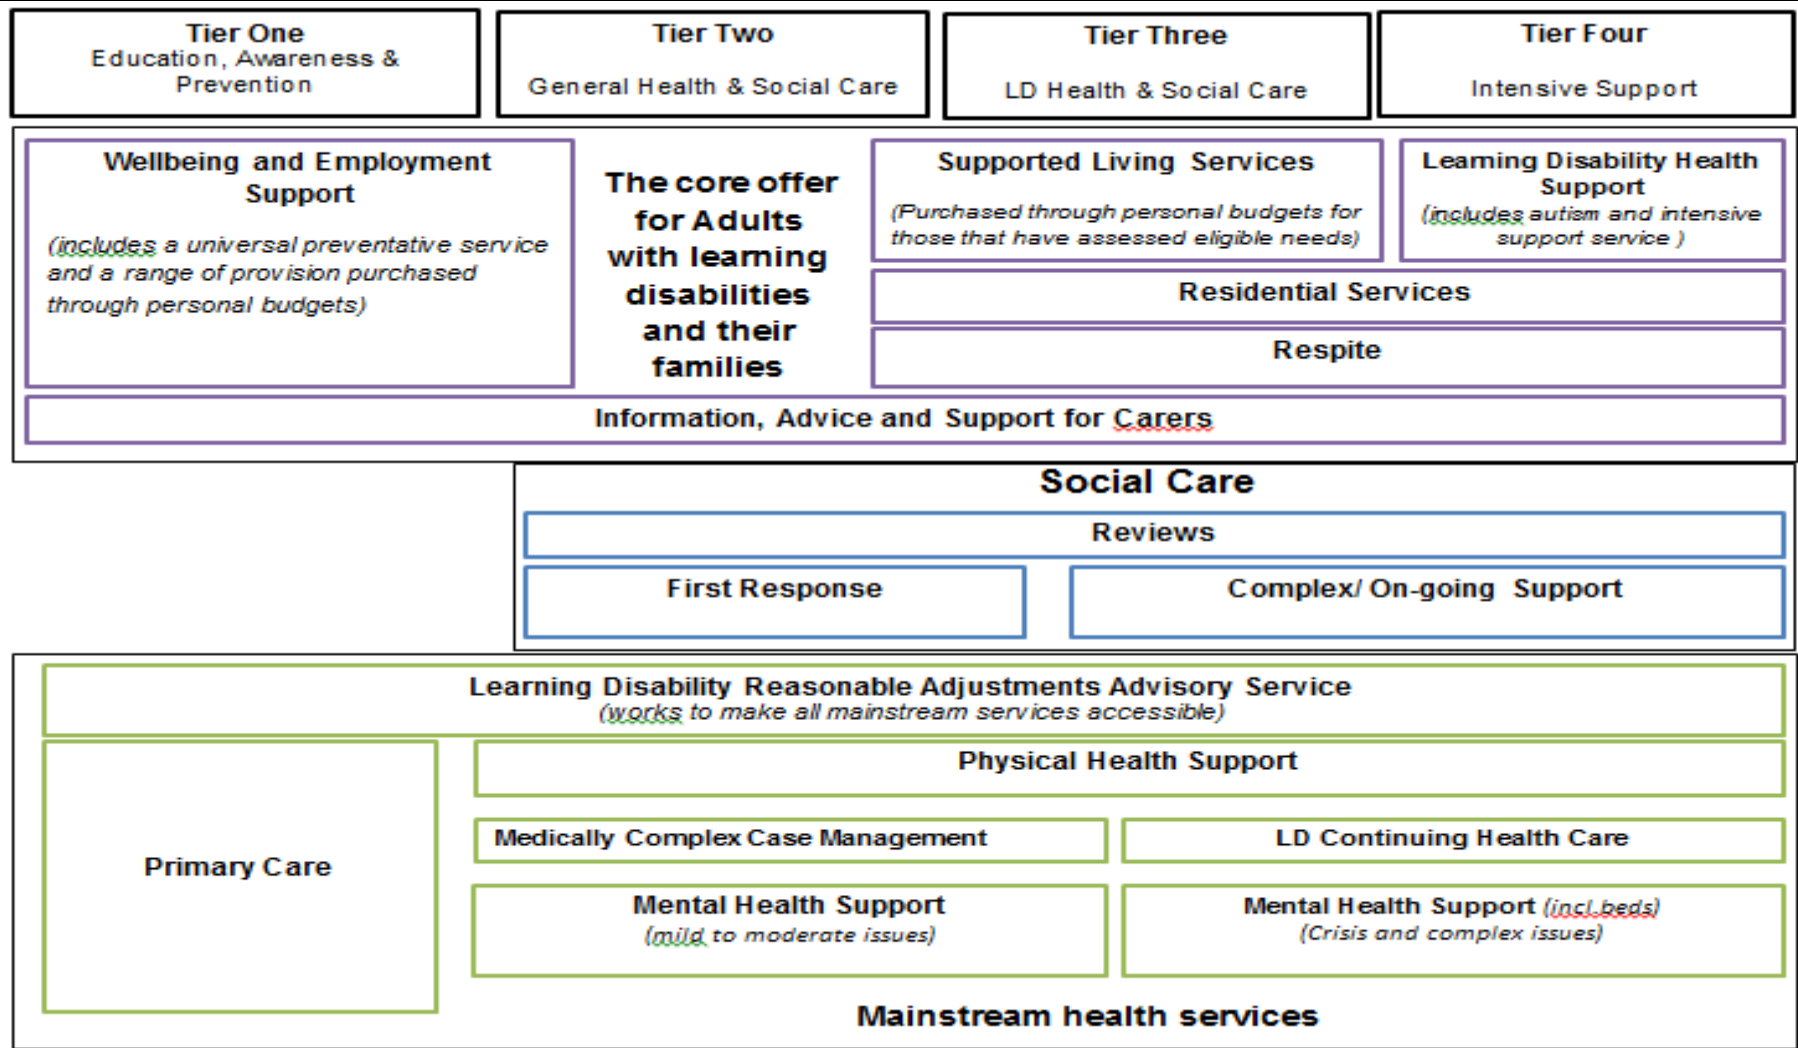 Tier One
Education, Awareness &
Prevention
Tier Two
General Health & Social Care
Tier Three
LD Health & Social Care
Tier Four
Intensive Support
Wellbeing and Employment
Support
(includes a universal preventative service
and a range of provision purchased
through personal budgets)
The core offer
for Adults
with learning
disabilities
and their
families
Supported Living Services
(Purchased through personal budgets for
those that have assessed eligible needs)
Learning Disability Health
Support
(includes autism and intensive
support service )
Residential Services
Respite
Information, Advice and Support for Carers
Social Care
Reviews
First Response
Complex/ On-going Support
Learning Disability Reasonable Adjustments Advisory Service
(works to make all mainstream services accessible)
Primary Care
Physical Health Support
Medically Complex Case Management
LD Continuing Health Care
Mental Health Support
(mild to moderate issues)
Mental Health Support (incl.beds)
(Crisis and complex issues)
Mainstream health services